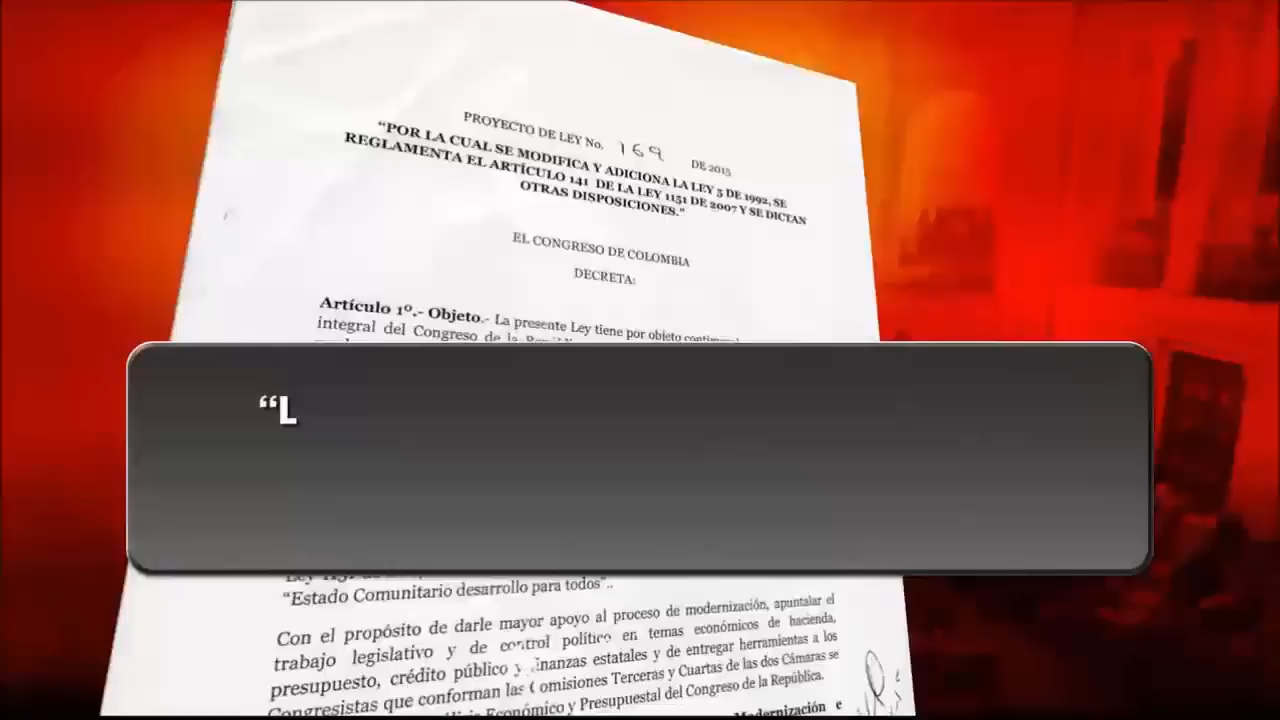 PROYECTO DE LEY No. 169 DE 2015
“POR LA CUAL SE MODIFICA Y ADICIONA LA LEY 5 DE 1992, SE
REGLAMENTA EL ARTÍCULO 141 DE LA LEY 1151 DE 2007 Y SE DICTAN
OTRAS DISPOSICIONES.”
EL CONGRESO DE COLOMBIA
DECRETA:
Artículo 1º.- Objeto.- La presente Ley tiene por objeto
integral del Congreso de la
“L
“Estado Comunitario desarrollo para todos”..
Con el propósito de darle mayor apoyo al proceso de modernización, apuntalar el
trabajo legislativo y de control político en temas económicos de hacienda,
presupuesto, crédito público y finanzas estatales y de entregar herramientas a los
Congresistas que conforman las Comisiones Terceras y Cuartas de las dos Cámaras se
Económico y Presupuestal del Congreso de la República.
Modernización e